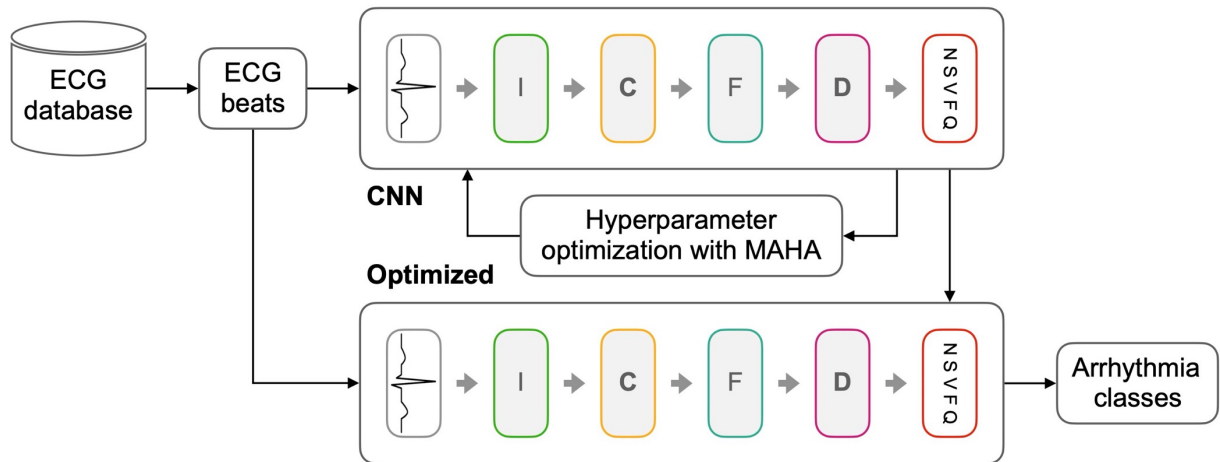 ECG
database
ECG
beats
I
C
F
D
N S V F Q
CNN
Hyperparameter
optimization with MAHA
Optimized
I
C
F
D
N S V F Q
Arrhythmia
classes